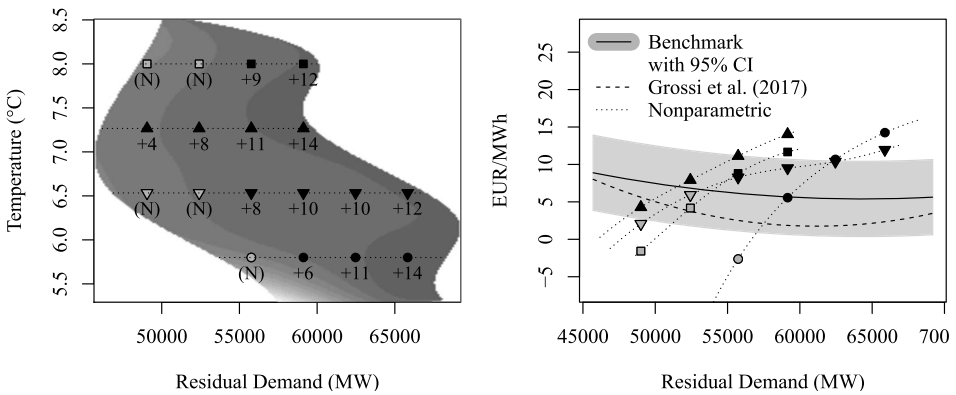 8.5
8.0
7.5
7.0
6.5
6.0
5.5
Temperature (°C)
(N) (N) +9 +12
+4 +8 +11 +14
(N) (N) +8 +10 +10 +12
(N) +6 +11 +14
50000 55000 60000 65000
Residual Demand (MW)
25
20
15
10
5
0
−5
EUR/MWh
Benchmark
with 95% CI
Grossi et al. (2017)
Nonparametric
45000 50000 55000 60000 65000 700
Residual Demand (MW)